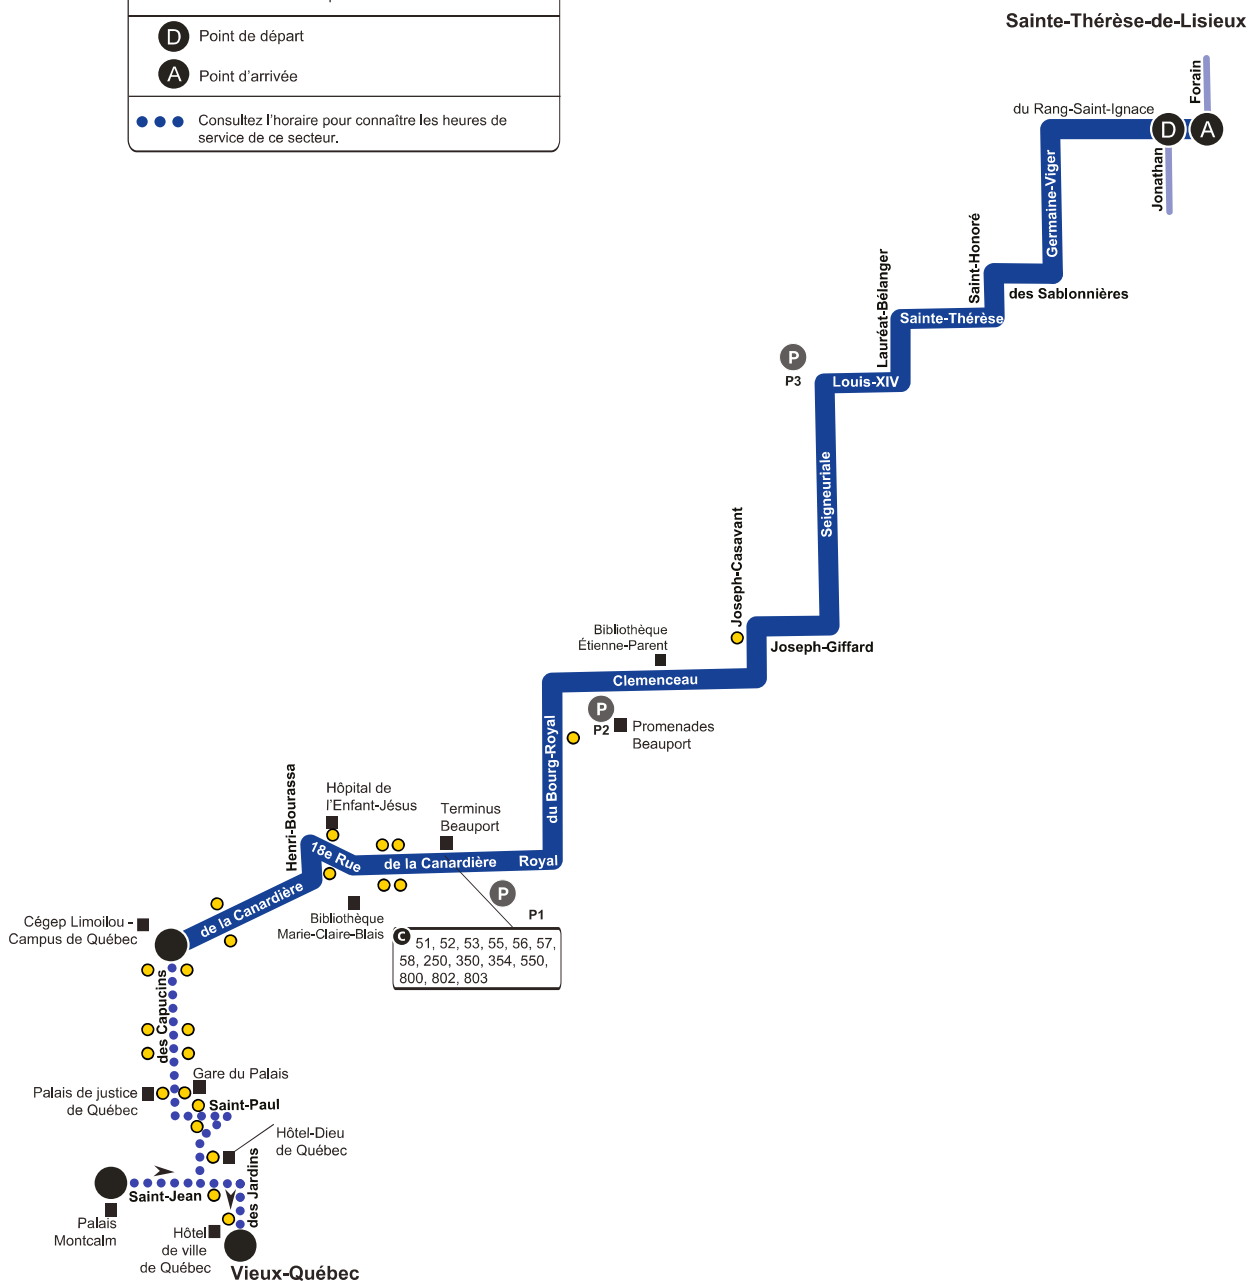 D Point de départ
A Point d'arrivée
Consultez l'horaire pour connaître les heures de
service de ce secteur.
Sainte-Thérèse-de-Lisieux
Forain
du Rang-Saint-Ignace
D
A
Jonathan
Germaine-Viger
Saint-Honoré
des Sablonnières
Lauréat-Bélanger
Sainte-Thérèse
P
P3
Louis-XIV
Seigneuriale
Joseph-Casavant
Joseph-Giffard
Bibliothèque
Étienne-Parent
Clemenceau
P
P2
Promenades
Beauport
du Bourg-Royal
Henri-Bourassa
Hôpital de
l'Enfant-Jésus
Terminus
Beauport
18e Rue
de la Canardière
Royal
de la Canardière
P
P1
Bibliothèque
Marie-Claire-Blais
C 51, 52, 53, 55, 56, 57,
58, 250, 350, 354, 550,
800, 802, 803
Cégep Limoilou -
Campus de Québec
des Capucins
Gare du Palais
Palais de justice
de Québec
Saint-Paul
Hôtel-Dieu
de Québec
des Jardins
Saint-Jean
Palais
Montcalm
Hôtel
de ville
de Québec
Vieux-Québec